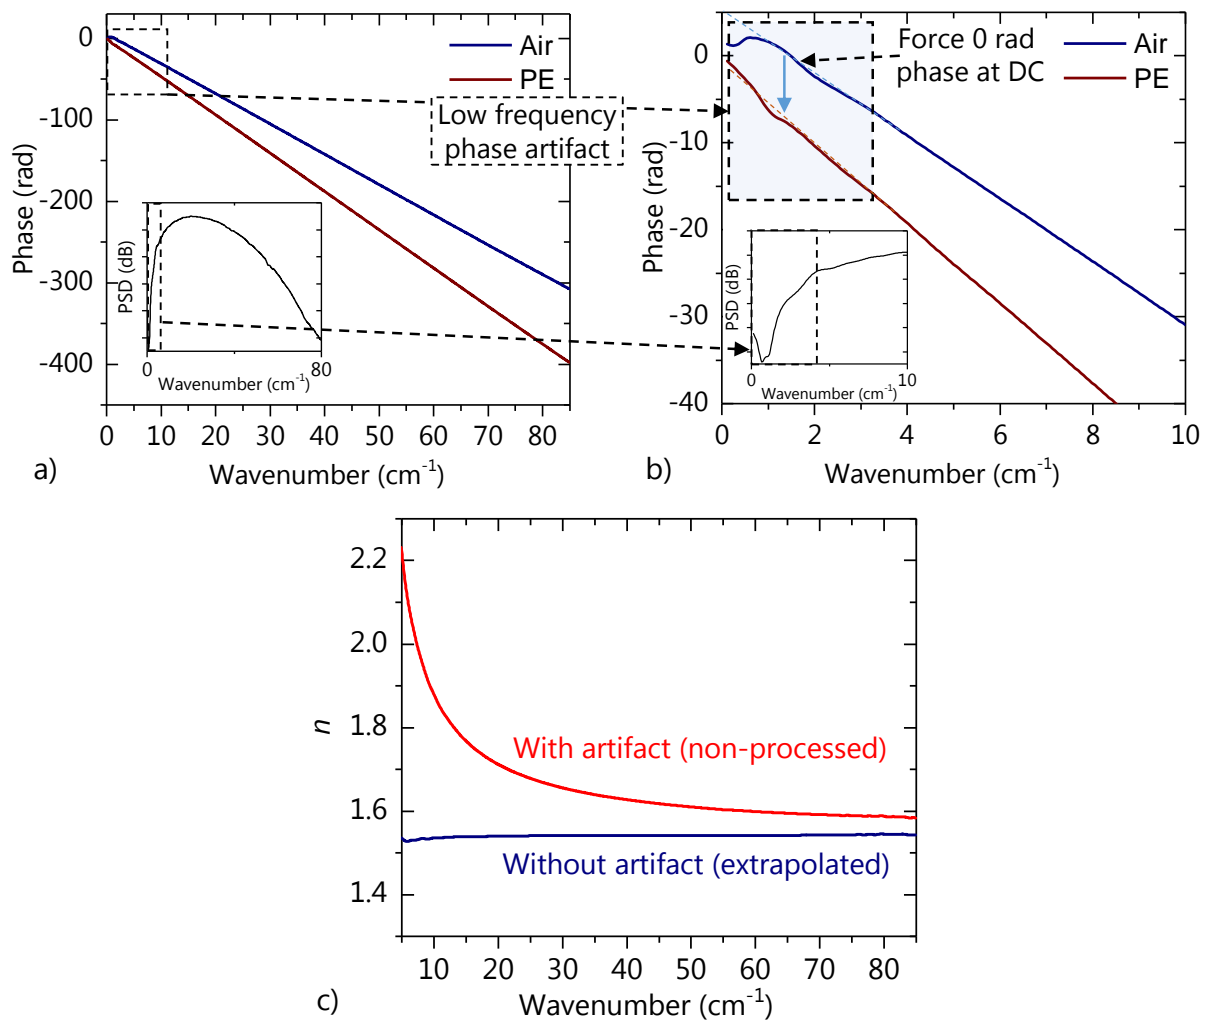 0
-100
-200
-300
-400
Phase (rad)
Air
PE
PSD (dB)
0
80
Wavenumber (cm-1)
0 10 20 30 40 50 60 70 80
Wavenumber (cm-1)
a)
Low frequency
phase artifact
0
-10
-20
-30
-40
Phase (rad)
Force 0 rad
phase at DC
Air
PE
PSD (dB)
0
10
Wavenumber (cm-1)
0 2 4 6 8 10
Wavenumber (cm-1)
b)
2.2
2.0
1.8
1.6
1.4
n
With artifact (non-processed)
Without artifact (extrapolated)
10 20 30 40 50 60 70 80
Wavenumber (cm-1)
c)